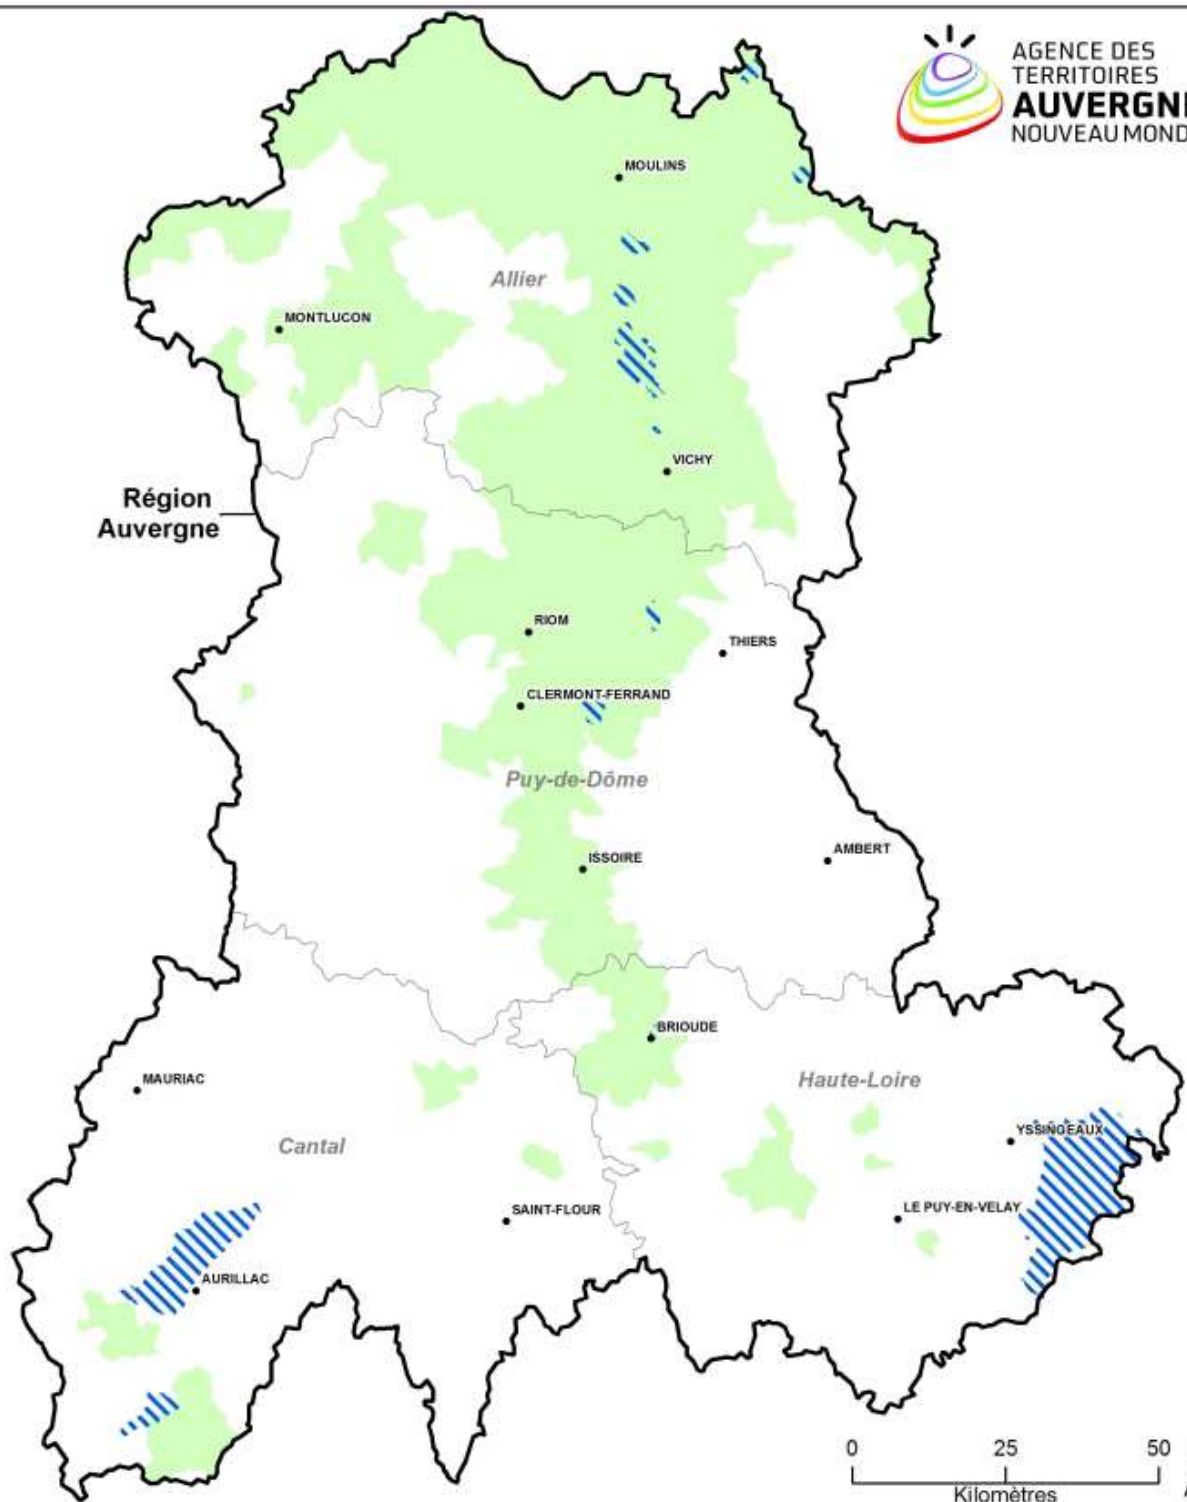 AGENCE DES
TERRITOIRES
AUVERGNE
NOUVEAU MOND
MOULINS
Allier
MONTLUCON
VICHY
Région
Auvergne
RIOM
THIERS
CLERMONT-FERRAND
Puy-de-Dôme
ISSOIRE
AMBERT
BRIOUDE
MAURIAC
Haute-Loire
YSSINGEAUX
Cantal
SAINT-FLOUR
LE PUY-EN-VELAY
AURILLAC
0 25 50
Kilomètres